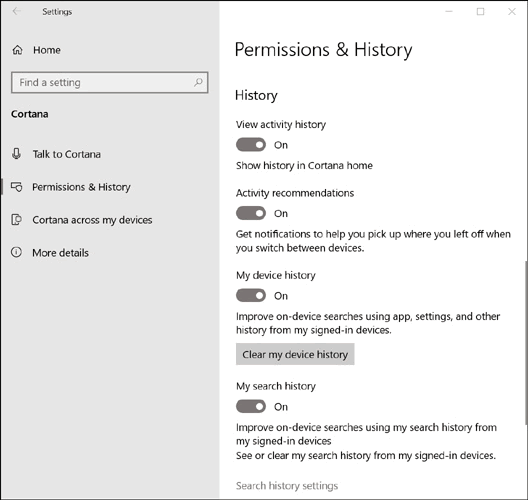 Settings
Home
Find a setting
Cortana
Talk to Cortana
Permissions & History
Cortana across my devices
More details
Permissions & History
History
View activity history
On
Show history in Cortana home
Activity recommendations
On
Get notifications to help you pick up where you left off when
you switch between devices.
My device history
On
Improve on-device searches using app, settings, and other
history from my signed-in devices.
Clear my device history
My search history
On
Improve on-device searches using my search history from
my signed-in devices
See or clear my search history from my signed-in devices.
Search history settings